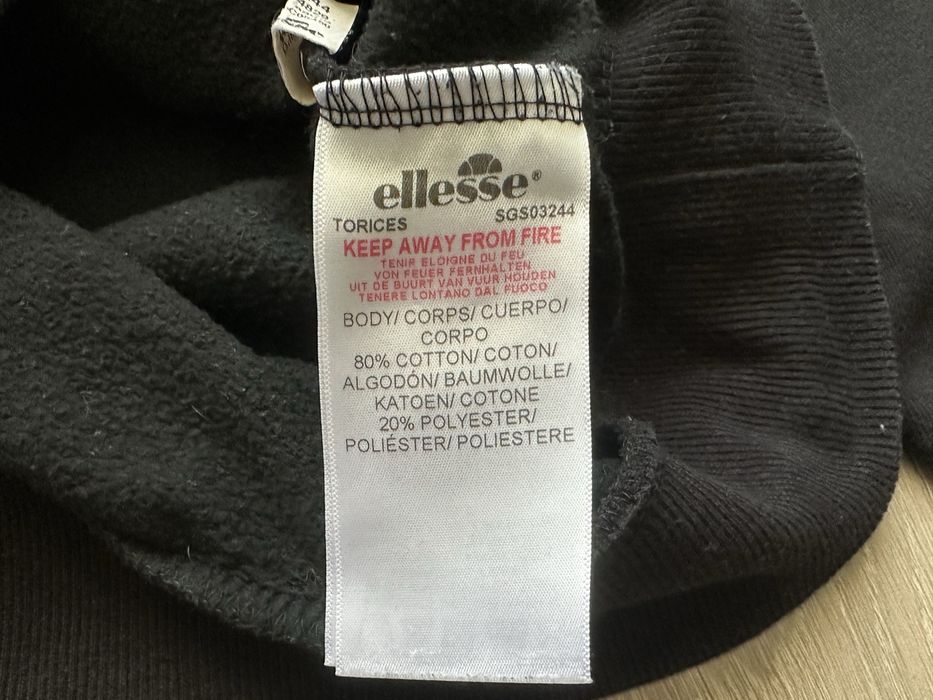 ellesse®
TORICES SGS03244
KEEP AWAY FROM FIRE
TENIR ELOIGNE DU FEU
VON FEUER FERNHALTEN
UIT DE BUURT VAN VUUR HOUDEN
TENERE LONTANO DAL FUOCO
BODY/ CORPS/ CUERPO/
CORPO
80% COTTON/ COTON/
ALGODÓN/ BAUMWOLLE/
KATOEN/ COTONE
20% POLYESTER/
POLIÉSTER/ POLIESTERE